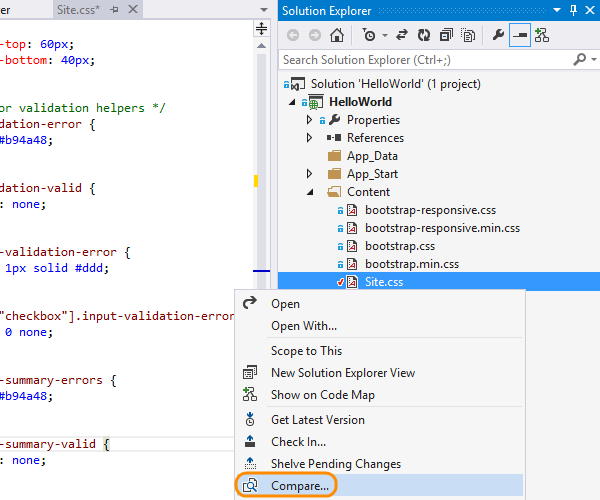 er
Site.css*
-top: 60px;
-bottom: 40px;
or validation helpers */
dation-error {
#b94a48;
dation-valid {
: none;
-validation-error {
1px solid #ddd;
"checkbox"].input-validation-erro
0 none;
-summary-errors {
#b94a48;
-summary-valid {
: none;
Solution Explorer
Search Solution Explorer (Ctrl+;)
Solution 'HelloWorld' (1 project)
HelloWorld
Properties
References
App_Data
App_Start
Content
bootstrap-responsive.css
bootstrap-responsive.min.css
bootstrap.css
bootstrap.min.css
Site.css
Open
Open With...
Scope to This
New Solution Explorer View
Show on Code Map
Get Latest Version
Check In...
Shelve Pending Changes
Compare...